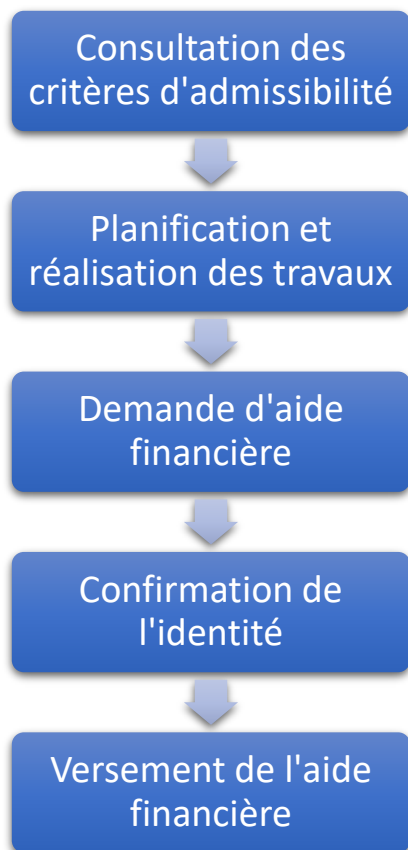 Consultation des
critères d'admissibilité
Planification et
réalisation des travaux
Demande d'aide
financière
Confirmation de
l'identité
Versement de l'aide
financière